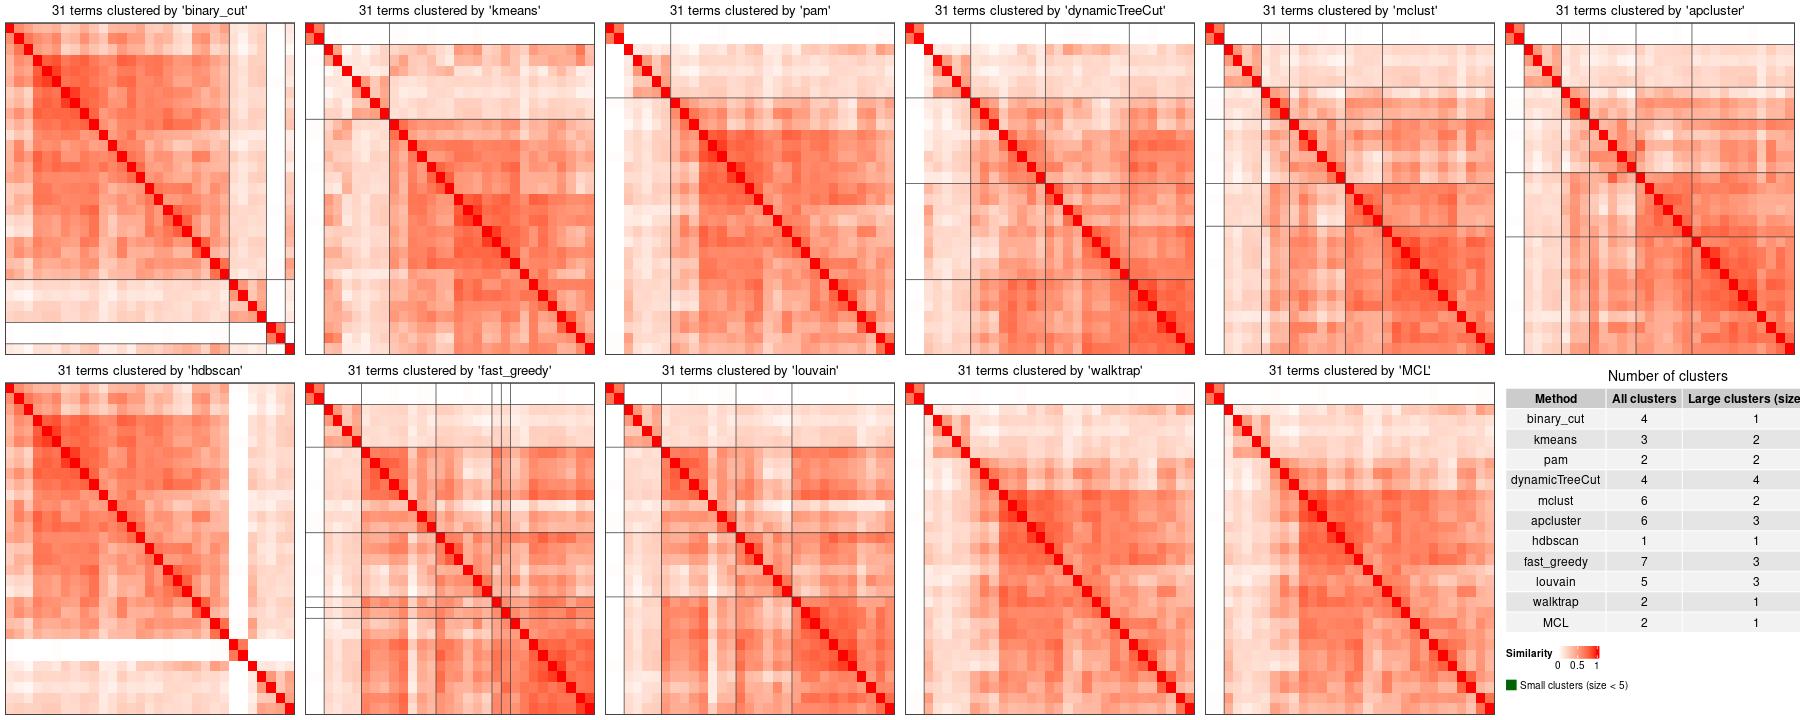 31 terms clustered by 'binary_cut'
31 terms clustered by 'kmeans'
31 terms clustered by 'pam'
31 terms clustered by 'dynamicTreeCut'
31 terms clustered by 'mclust'
31 terms clustered by 'apcluster'
31 terms clustered by 'hdbscan'
31 terms clustered by 'fast_greedy'
31 terms clustered by 'louvain'
31 terms clustered by 'walktrap'
31 terms clustered by 'MCL'
Number of clusters
Method All clusters Large clusters (size
binary_cut 4 1
kmeans 3 2
pam 2 2
dynamicTreeCut 4 4
mclust 6 2
apcluster 6 3
hdbscan 1 1
fast_greedy 7 3
louvain 5 3
walktrap 2 1
MCL 2 1
Similarity
0 0.5 1
Small clusters (size < 5)